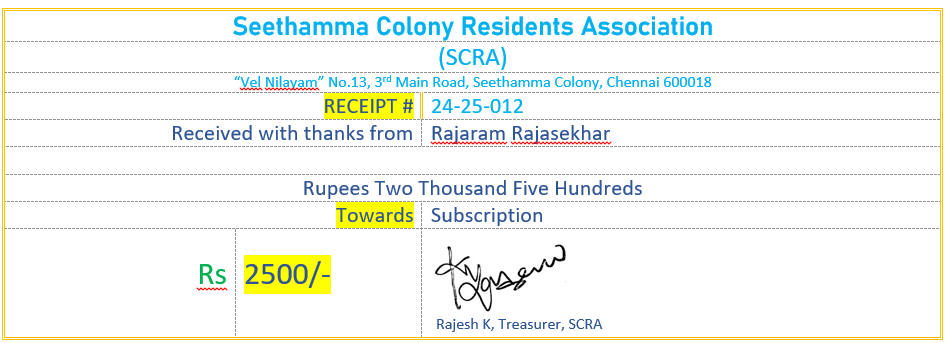 Seethamma Colony Residents Association
(SCRA)
“Vel Nilayam” No.13, 3rd Main Road, Seethamma Colony, Chennai 600018
RECEIPT # 24-25-012
Received with thanks from Rajaram Rajasekhar
Rupees Two Thousand Five Hundreds
Towards Subscription
Rs 2500/-
Rajesh K, Treasurer, SCRA